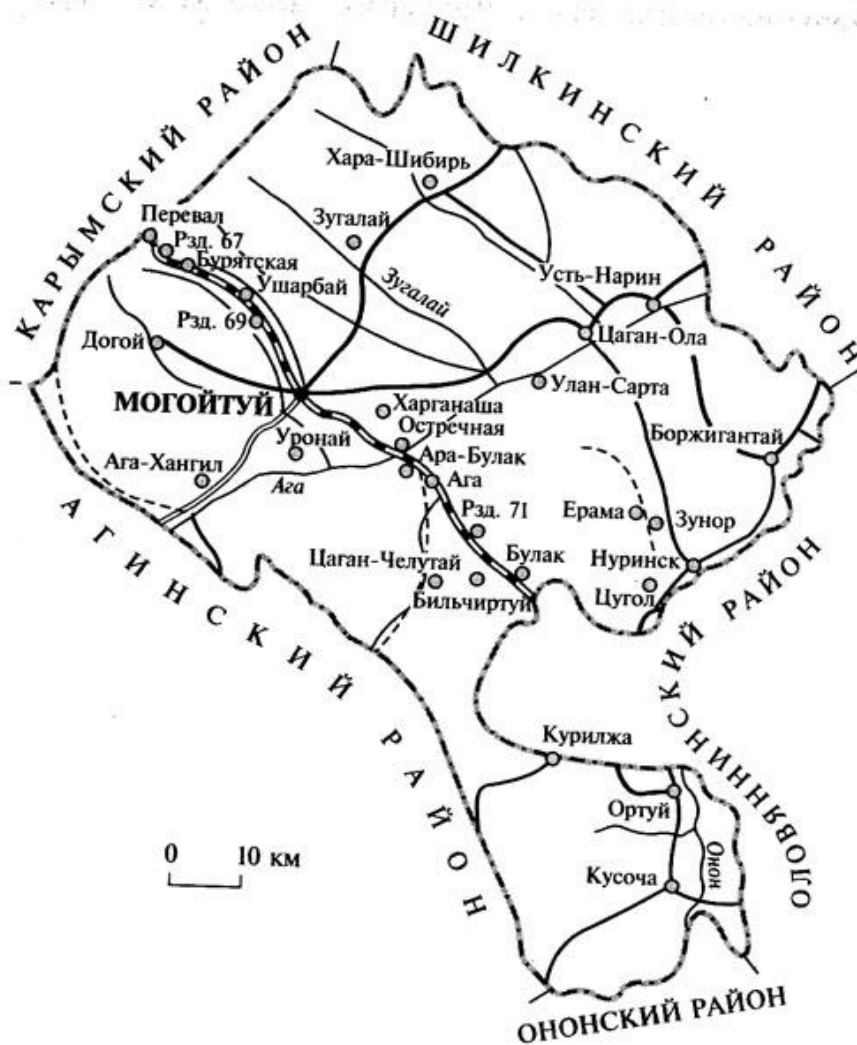 КАРЫМСКИЙ РАЙОН
ШИЛКИНСКИЙ РАЙОН
Хара-Шибирь
Перевал
Рзд. 67
Бурятская
Ушарбай
Зугалай
Зугалай
Усть-Нарин
Рзд. 69
Догой
Цаган-Ола
МОГОЙТУЙ
Харганаша
Улан-Сарта
Остречная
Уронай
Ара-Булак
Боржигантай
Ага-Хангил
Ага
Ага
Рзд. 71
Ерама
Зунор
Цаган-Челутай
Булак
Нуринск
Бильчиртуй
Цугол
АГИНСКИЙ РАЙОН
ОЛОВЯННИНСКИЙ РАЙОН
Курилжа
Ортуй
Онон
Кусоча
0 10 км
ОНОНСКИЙ РАЙОН